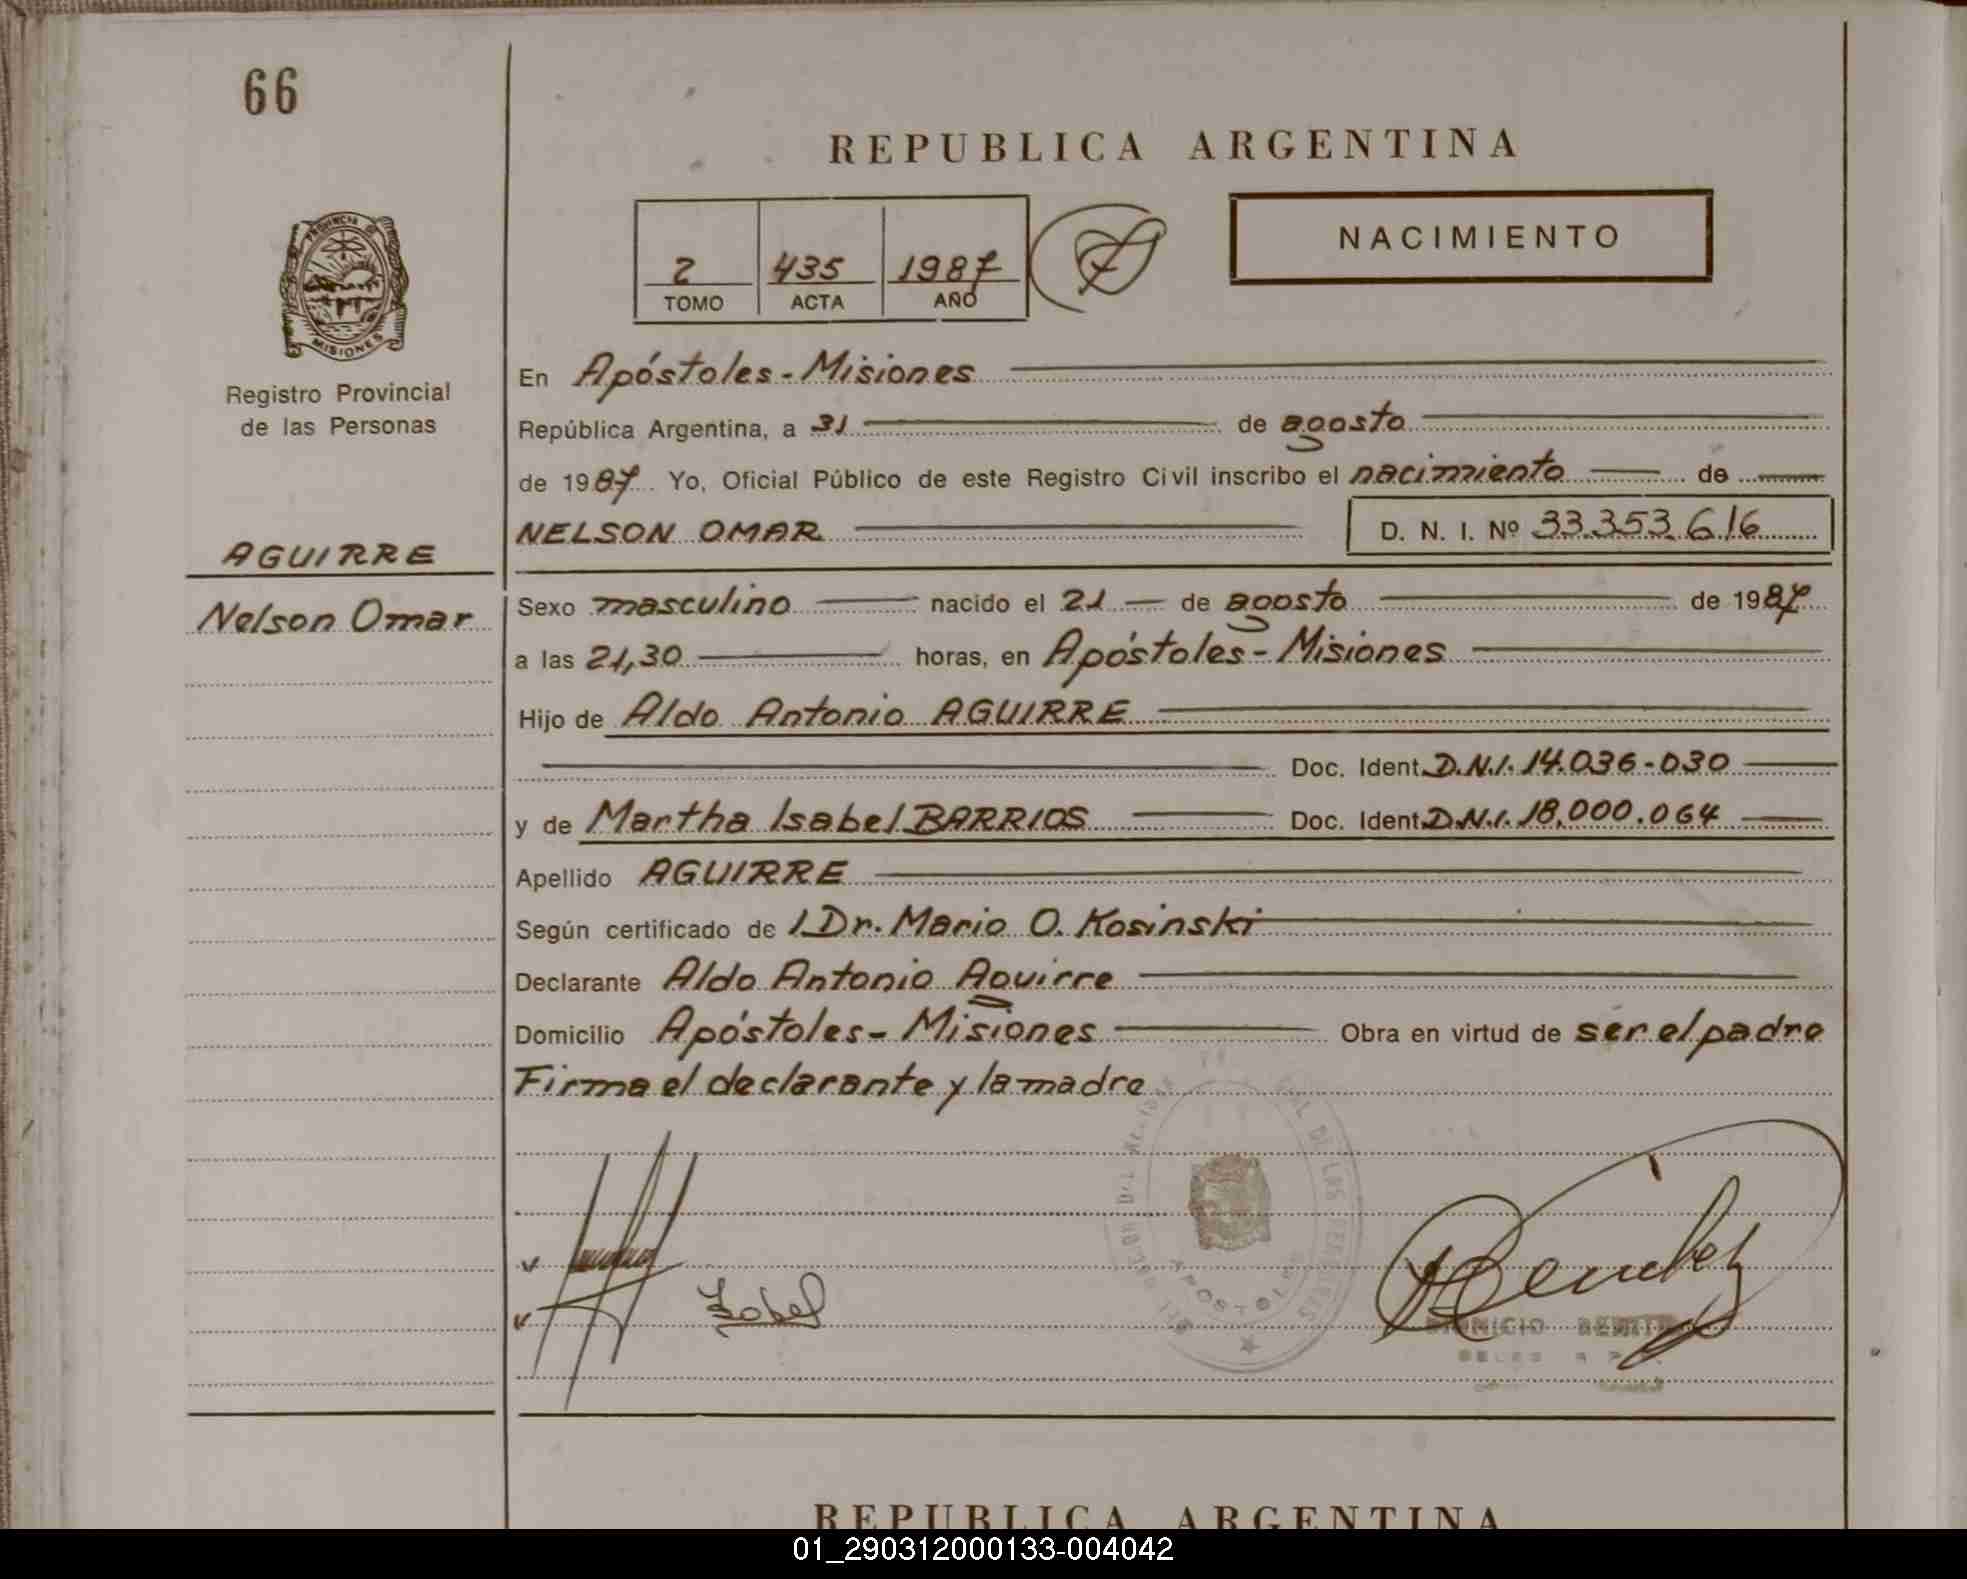 66
REPUBLICA ARGENTINA
NACIMIENTO
2 435 1987
TOMO ACTA AÑO
PROVINCIA DE
MISIONES
Registro Provincial
de las Personas
AGUIRRE
Nelson Omar
En Apóstoles - Misiones
República Argentina, a 31 de agosto
de 1987 Yo, Oficial Público de este Registro Civil inscribo el nacimiento de
NELSON OMAR D. N. I. Nº 33.353.616
Sexo masculino nacido el 21 de agosto de 1987
a las 21,30 horas, en Apóstoles - Misiones
Hijo de Aldo Antonio AGUIRRE
Doc. Ident. D.N.I. 14.036.030
y de Martha Isabel BARRIOS Doc. Ident. D.N.I. 18.000.064
Apellido AGUIRRE
Según certificado de l Dr. Mario O. Kosinski
Declarante Aldo Antonio Aguirre
Domicilio Apóstoles - Misiones Obra en virtud de ser el padre
Firma el declarante y la madre
DE LAS PERSONAS
APOSTOLES
Isabel
DIONICIO
REPUBLICA ARGENTINA
01_290312000133-004042